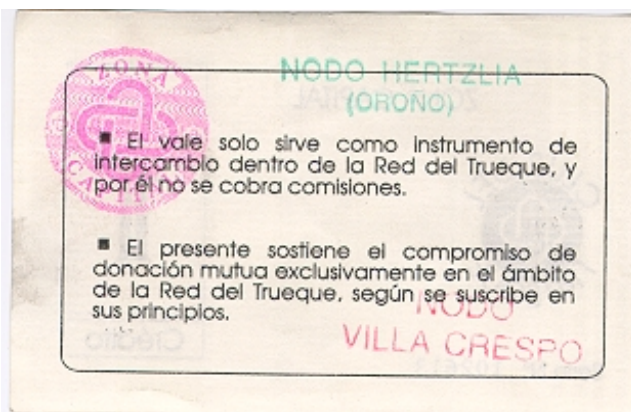 ZONA
CAPITAL
NODO HERTZLIA
(OROÑO)
■ El vale solo sirve como instrumento de
intercambio dentro de la Red del Trueque, y
por él no se cobra comisiones.
■ El presente sostiene el compromiso de
donación mutua exclusivamente en el ámbito
de la Red del Trueque, según se suscribe en
sus principios.
NODO
VILLA CRESPO